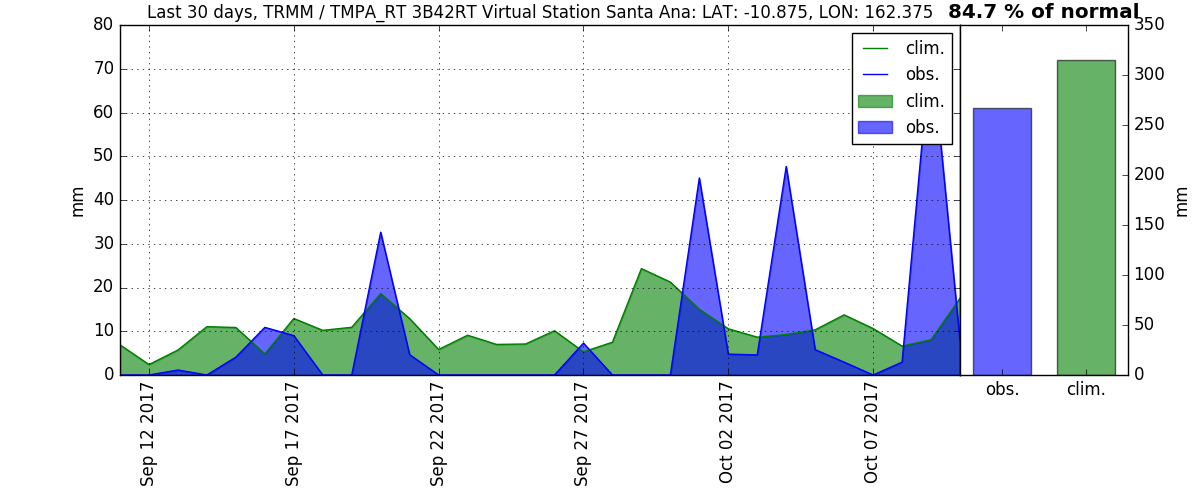 Last 30 days, TRMM / TMPA_RT 3B42RT Virtual Station Santa Ana: LAT: -10.875, LON: 162.375 84.7 % of normal
80
70
60
50
40
30
20
10
0
mm
clim.
obs.
clim.
obs.
Sep 12 2017
Sep 17 2017
Sep 22 2017
Sep 27 2017
Oct 02 2017
Oct 07 2017
350
300
250
200
150
100
50
0
mm
obs. clim.